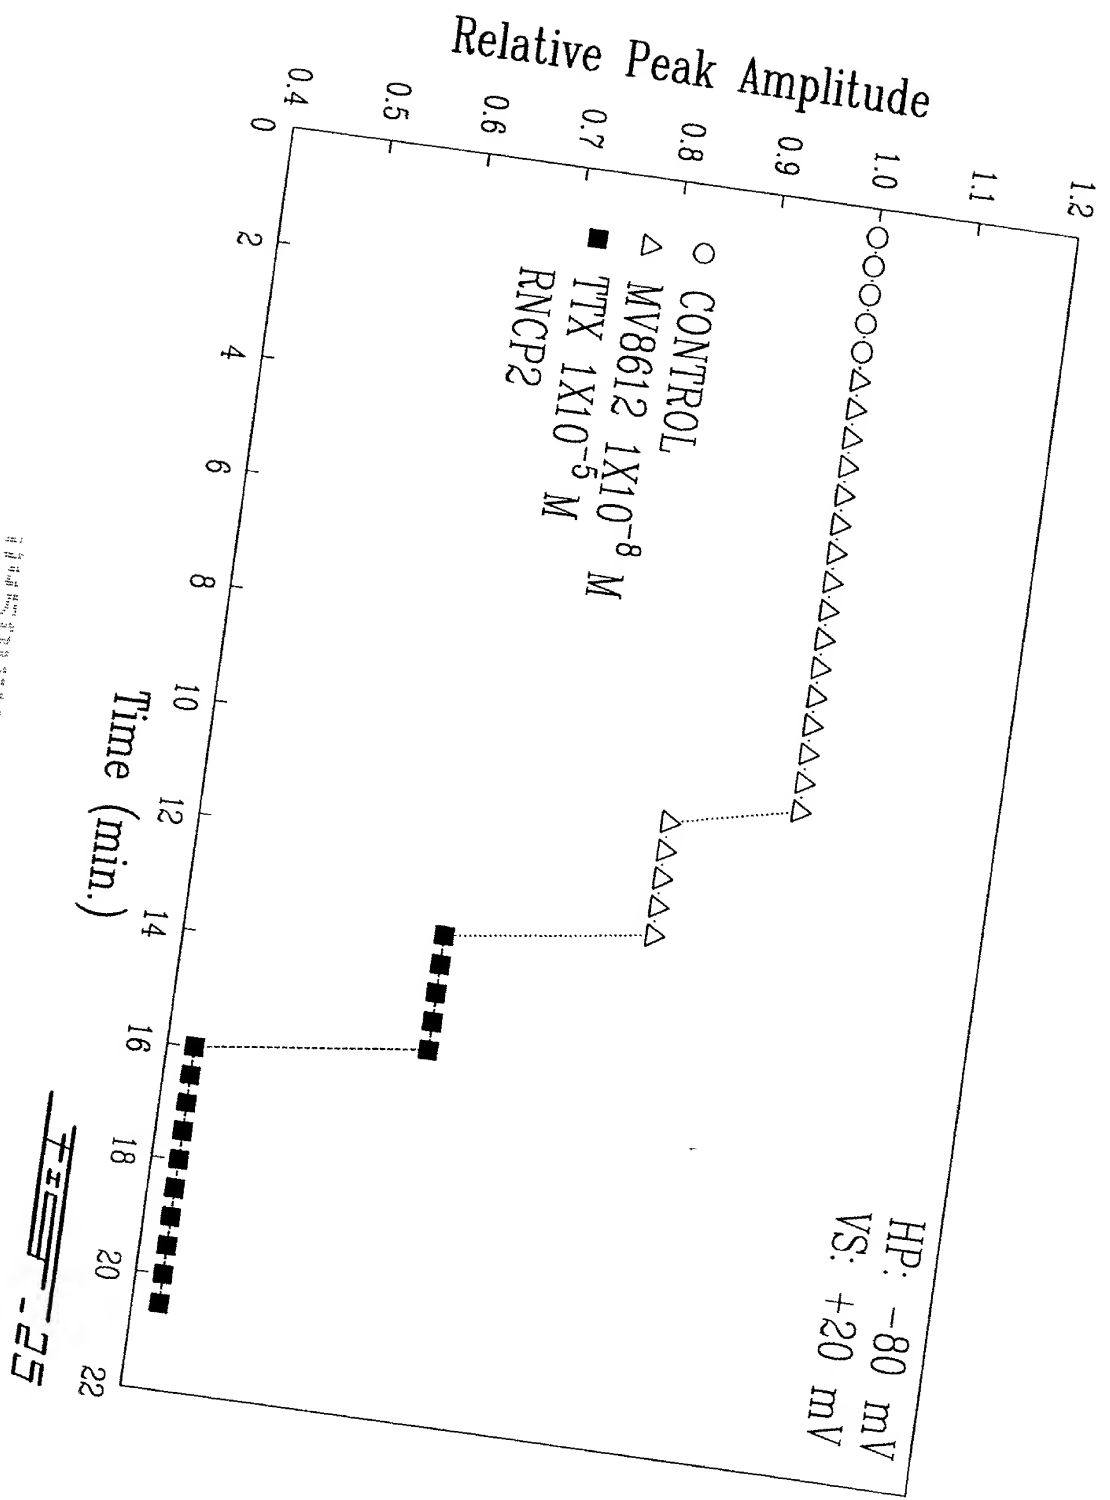 Relative Peak Amplitude
1.2
1.1
1.0
0.9
0.8
0.7
0.6
0.5
0.4
HP: -80 mV
VS: +20 mV
CONTROL
MV8612 1X10⁻⁸ M
TTX 1X10⁻⁵ M
RNCP2
0 2 4 6 8 10 12 14 16 18 20 22
Time (min.)
FIG-25